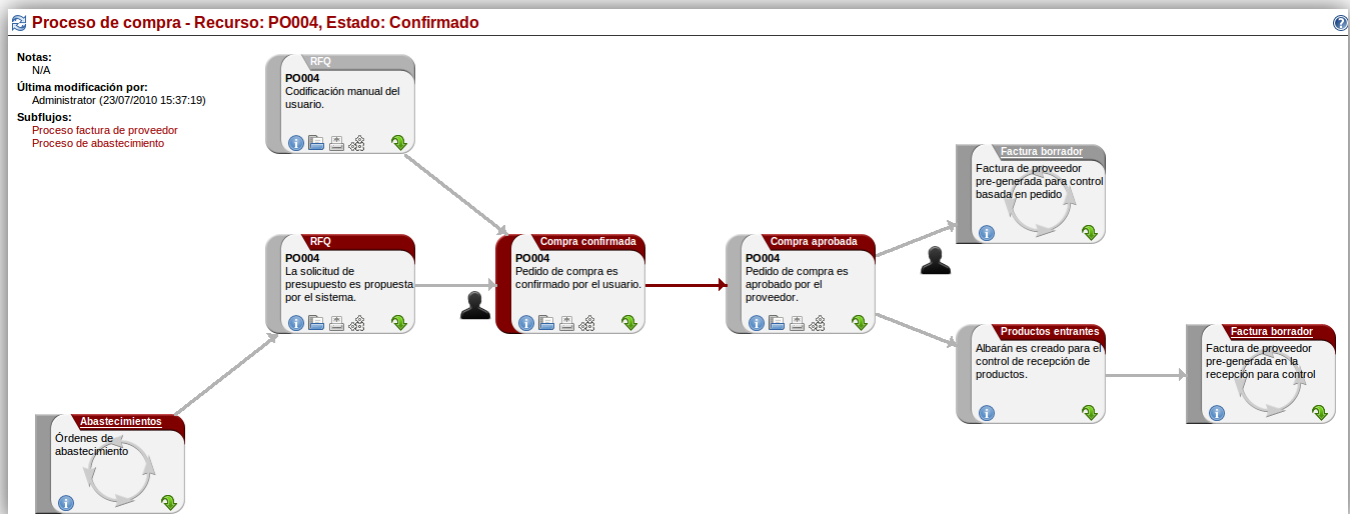 Proceso de compra - Recurso: PO004, Estado: Confirmado
Notas:
N/A
Última modificación por:
Administrator (23/07/2010 15:37:19)
Subflujos:
Proceso factura de proveedor
Proceso de abastecimiento
RFQ
PO004
Codificación manual del
usuario.
RFQ
PO004
La solicitud de
presupuesto es propuesta
por el sistema.
Abastecimientos
Órdenes de
abastecimiento
Compra confirmada
PO004
Pedido de compra es
confirmado por el usuario.
Compra aprobada
PO004
Pedido de compra es
aprobado por el
proveedor.
Factura borrador
Factura de proveedor
pre-generada para control
basada en pedido
Productos entrantes
Albarán es creado para el
control de recepción de
productos.
Factura borrador
Factura de proveedor
pre-generada en la
recepción para control